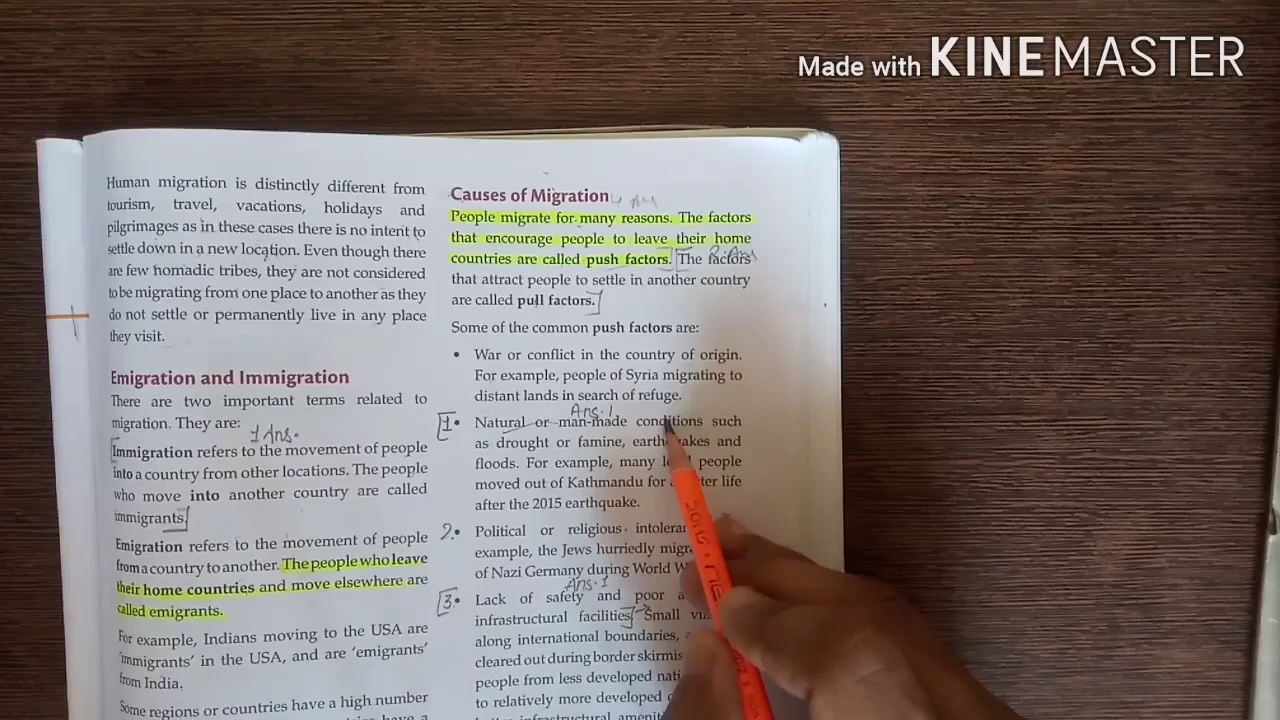 Made with KINEMASTER
Human migration is distinctly different from
tourism, travel, vacations, holidays and
pilgrimages as in these cases there is no intent to
settle down in a new location. Even though there
are few nomadic tribes, they are not considered
to be migrating from one place to another as they
do not settle or permanently live in any place
they visit.
Emigration and Immigration
There are two important terms related to
migration. They are:
1 Ans.
Immigration refers to the movement of people
into a country from other locations. The people
who move into another country are called
immigrants.
Emigration refers to the movement of people
from a country to another. The people who leave
their home countries and move elsewhere are
called emigrants.
For example, Indians moving to the USA are
'immigrants' in the USA, and are 'emigrants'
from India.
Some regions or countries have a high number
have a
Causes of Migration
People migrate for many reasons. The factors
that encourage people to leave their home
countries are called push factors. The factors
that attract people to settle in another country
are called pull factors.
Some of the common push factors are:
• War or conflict in the country of origin.
For example, people of Syria migrating to
distant lands in search of refuge.
Ans.1
1• Natural or man-made conditions such
as drought or famine, and
floods. For example, many people
moved out of Kathmandu for life
after the 2015 earthquake.
2• Political or religious
example, the Jews hurriedly
of Nazi Germany during World
Ans.1
3• Lack of safety and poor
infrastructural facilities. Small
along international boundaries,
cleared out during border
people from less developed
to relatively more developed